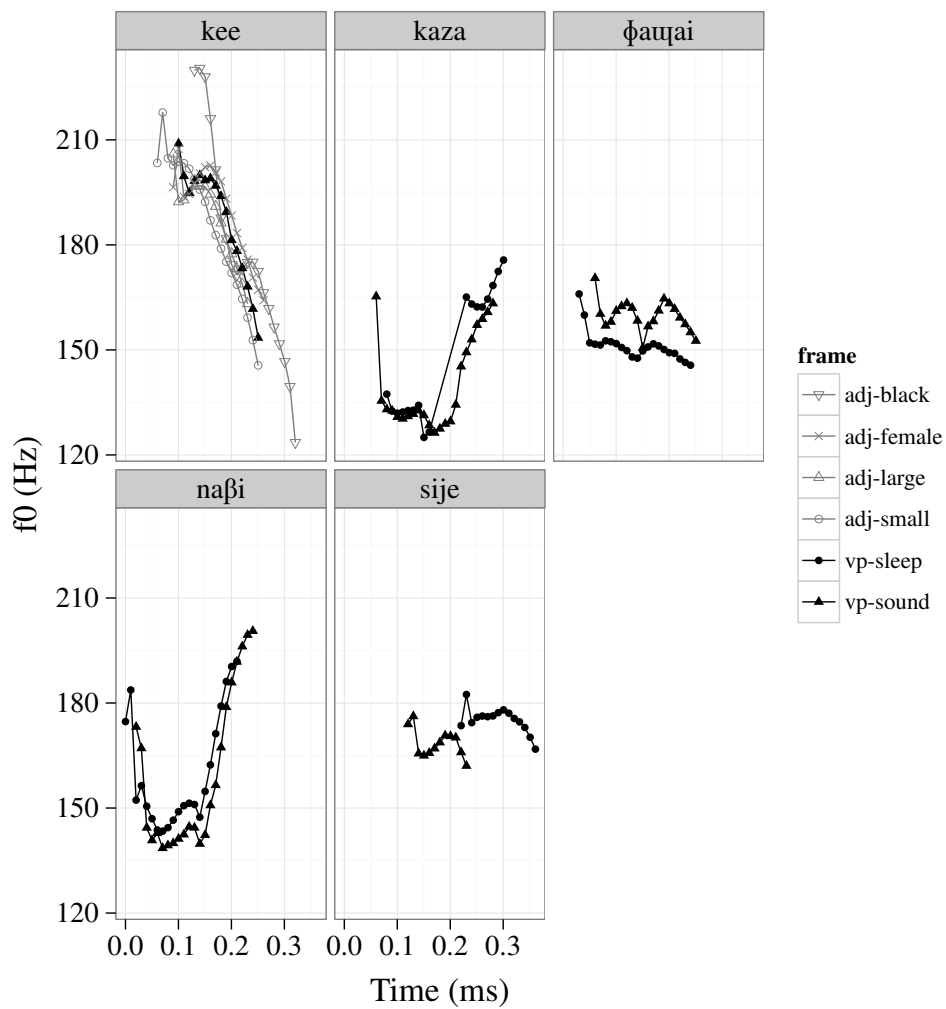 kee
kaza
ɸaɰai
210
180
150
120
naβi
sije
210
180
150
120
0.0 0.1 0.2 0.3
0.0 0.1 0.2 0.3
f0 (Hz)
Time (ms)
frame
adj-black
adj-female
adj-large
adj-small
vp-sleep
vp-sound